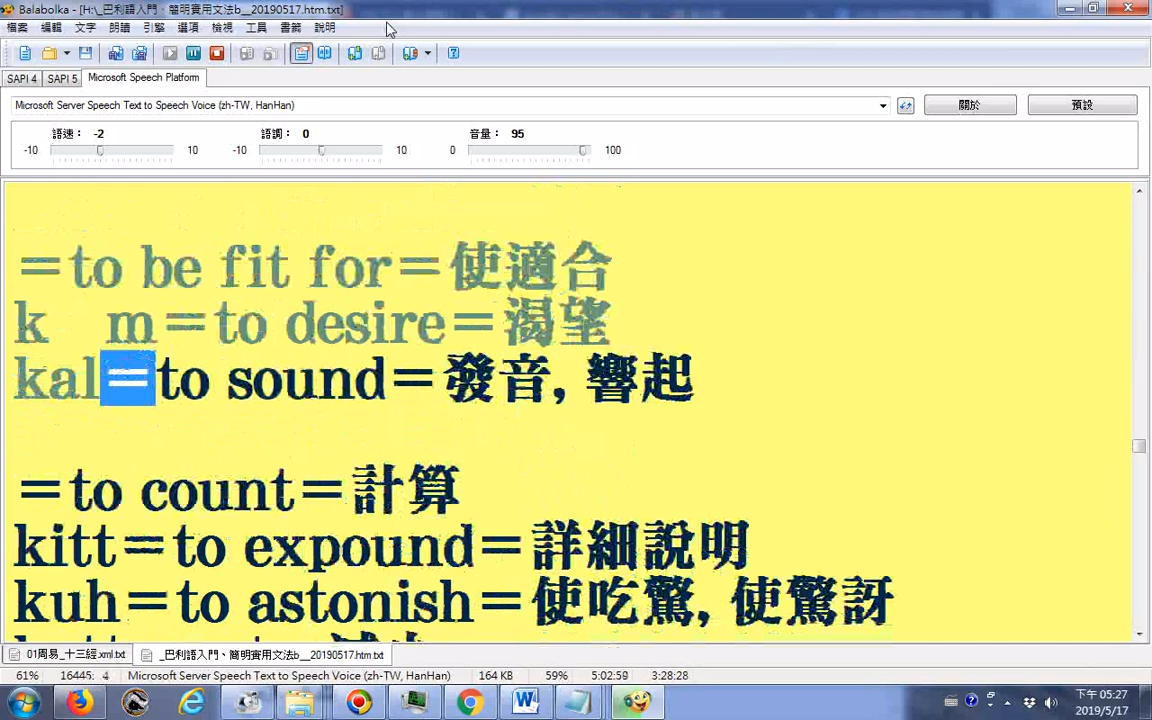 Balabolka - [H:\_巴利語入門、簡明實用文法b__20190517.htm.txt]
檔案 編輯 文字 朗讀 引擎 選項 檢視 工具 書籤 說明
SAPI 4 SAPI 5 Microsoft Speech Platform
Microsoft Server Speech Text to Speech Voice (zh-TW, HanHan) 關於 預設
語速： -2 語調： 0 音量： 95
-10 10 -10 10 0 100
=to be fit for=使適合
k m=to desire=渴望
kal=to sound=發音, 響起
=to count=計算
kitt=to expound=詳細說明
kuh=to astonish=使吃驚, 使驚訝
01周易_十三經.xml.txt _巴利語入門、簡明實用文法b__20190517.htm.txt
61% 16445: 4 Microsoft Server Speech Text to Speech Voice (zh-TW, HanHan) 164 KB 59% 5:02:59 3:28:28
下午 05:27
2019/5/17